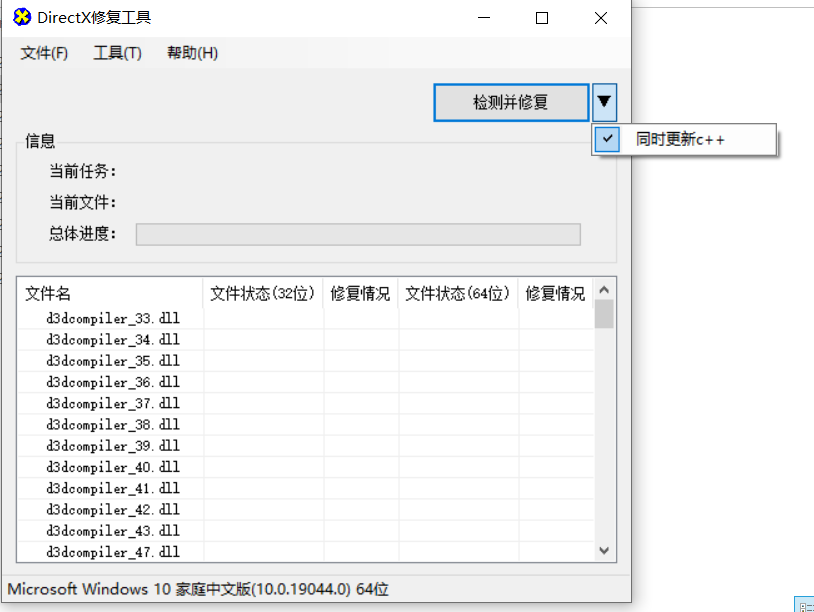 DirectX修复工具
文件(F) 工具(T) 帮助(H)
检测并修复
同时更新c++
信息
当前任务：
当前文件：
总体进度：
文件名 文件状态(32位) 修复情况 文件状态(64位) 修复情况
d3dcompiler_33.dll
d3dcompiler_34.dll
d3dcompiler_35.dll
d3dcompiler_36.dll
d3dcompiler_37.dll
d3dcompiler_38.dll
d3dcompiler_39.dll
d3dcompiler_40.dll
d3dcompiler_41.dll
d3dcompiler_42.dll
d3dcompiler_43.dll
d3dcompiler_47.dll
Microsoft Windows 10 家庭中文版(10.0.19044.0) 64位